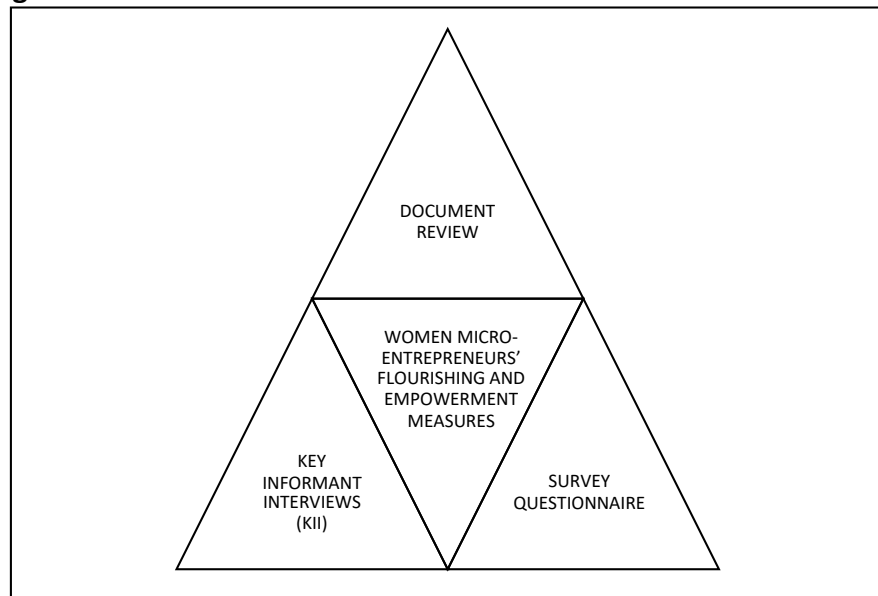 DOCUMENT
REVIEW
WOMEN MICRO-
ENTREPRENEURS’
FLOURISHING AND
EMPOWERMENT
MEASURES
KEY
INFORMANT
INTERVIEWS
(KII)
SURVEY
QUESTIONNAIRE